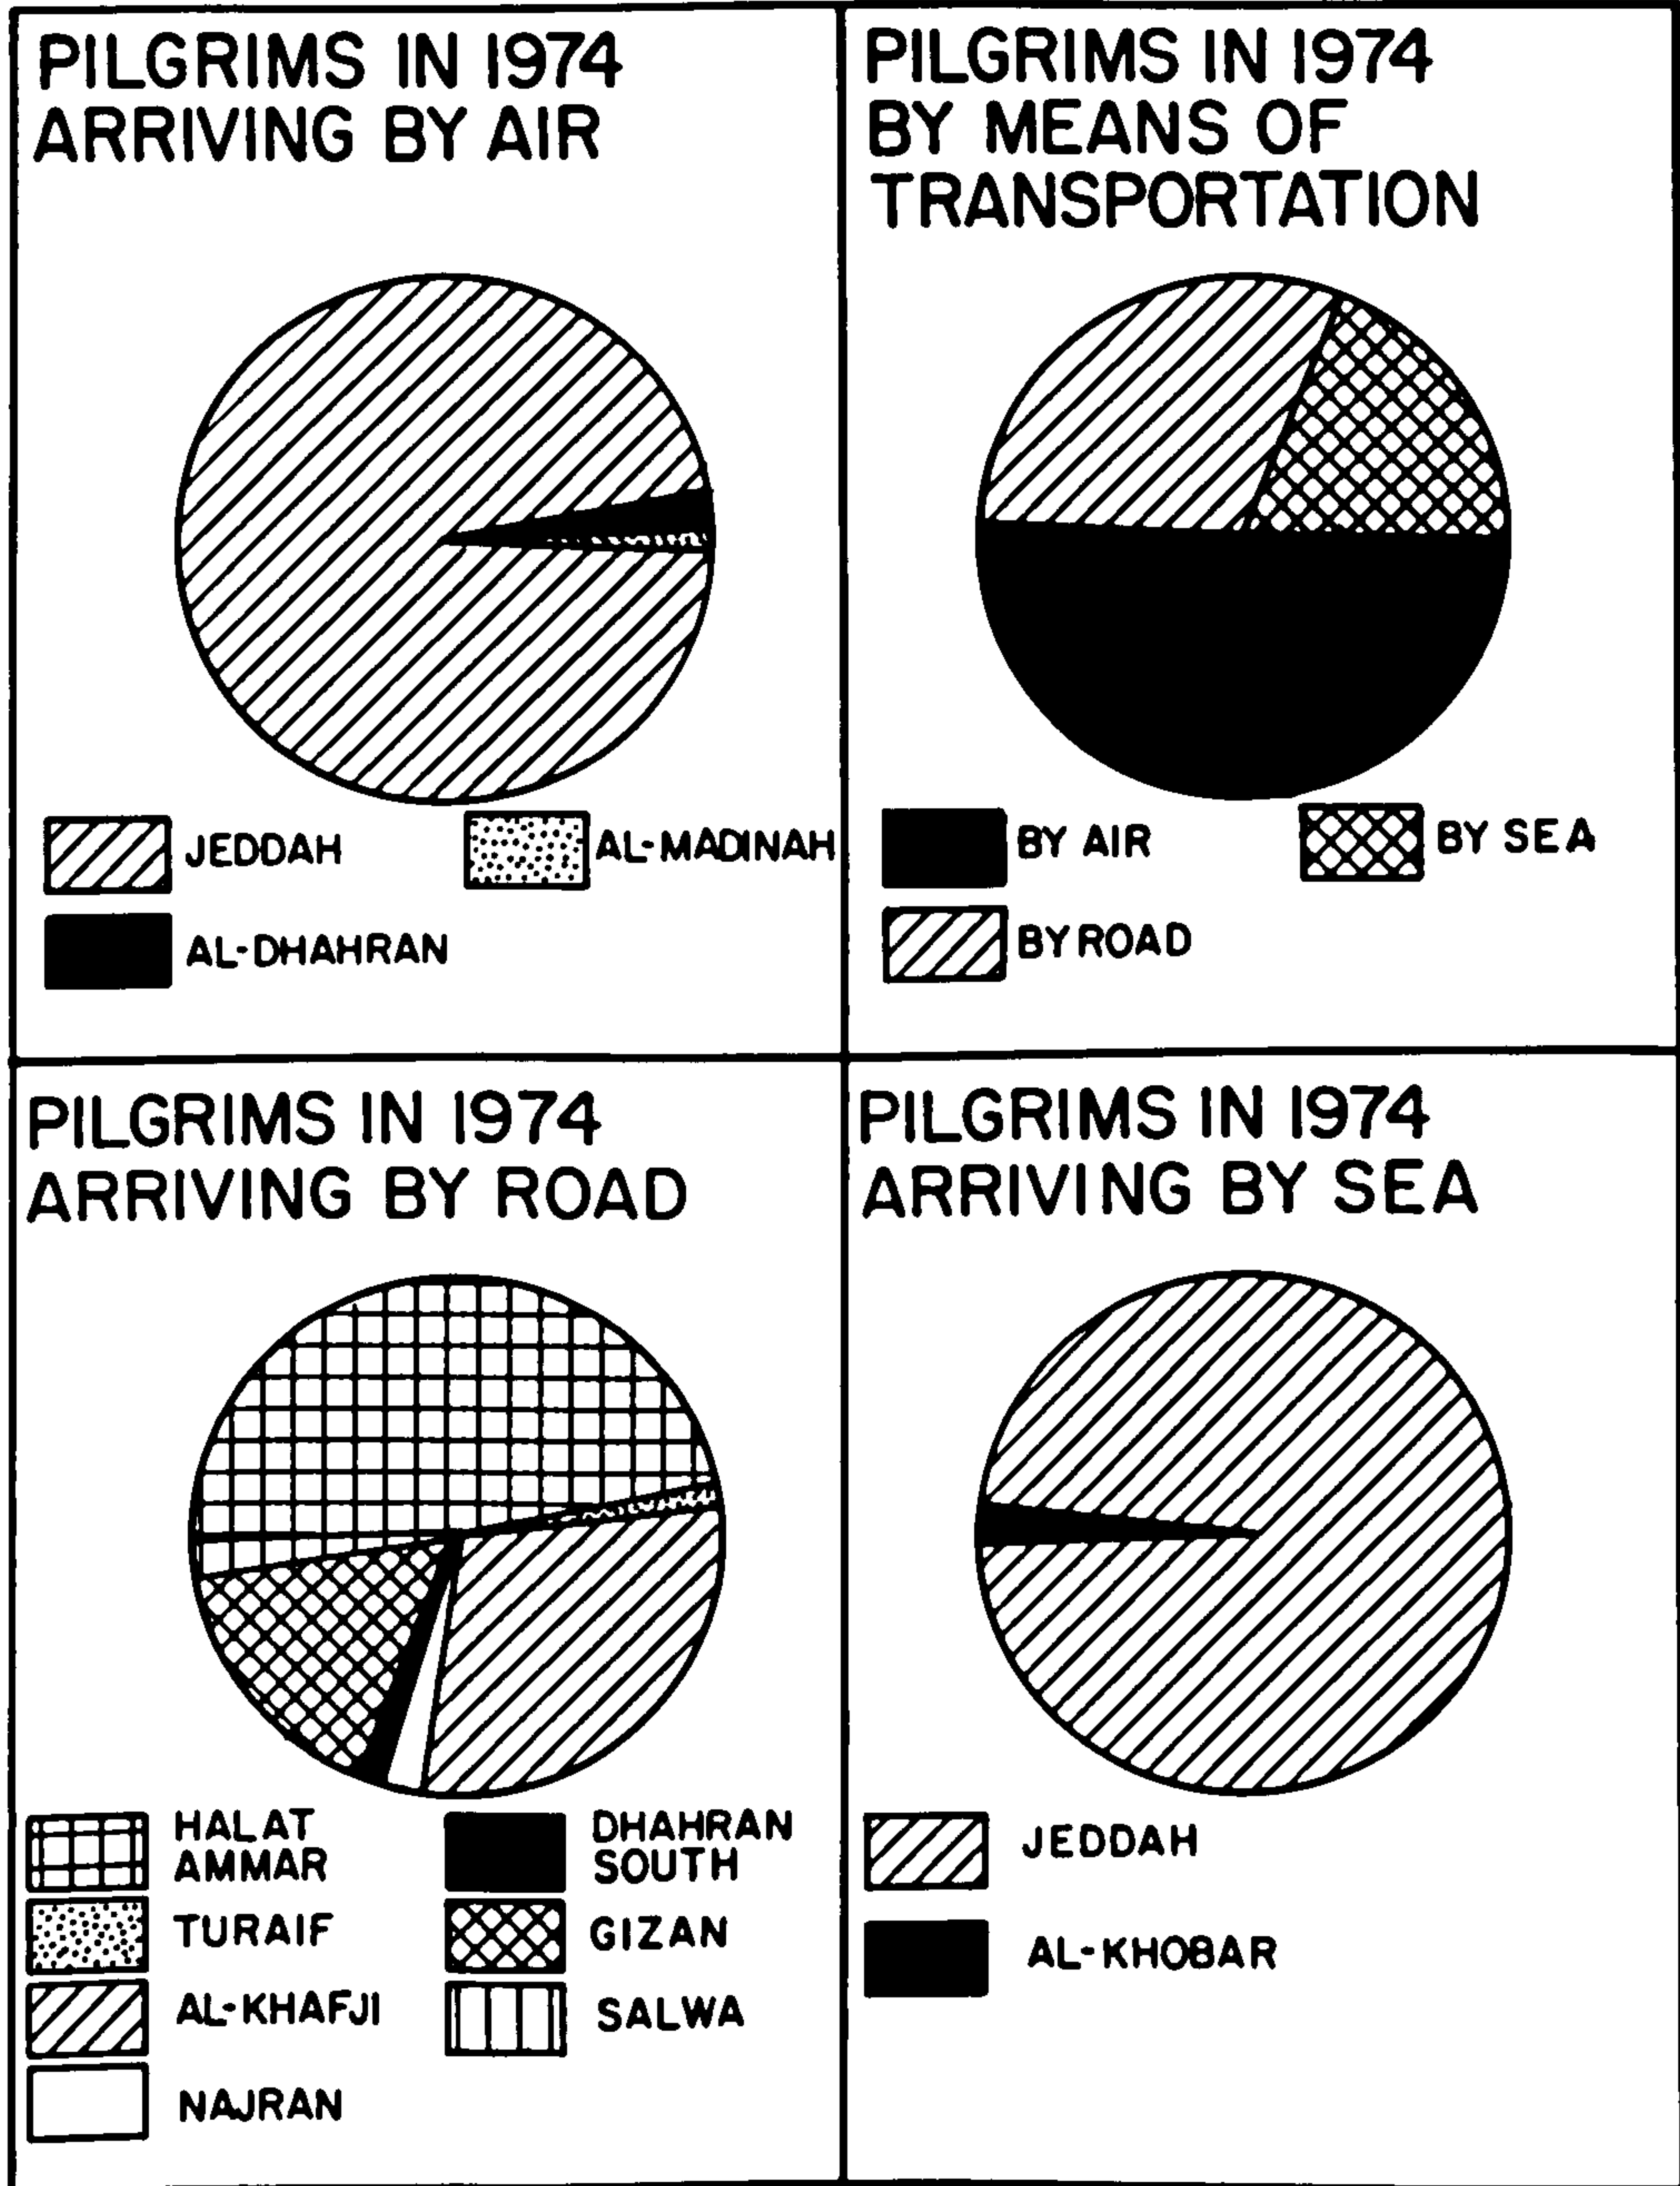 PILGRIMS IN 1974
ARRIVING BY AIR
JEDDAH
AL-MADINAH
AL-DHAHRAN
PILGRIMS IN 1974
BY MEANS OF
TRANSPORTATION
BY AIR
BY SEA
BY ROAD
PILGRIMS IN 1974
ARRIVING BY ROAD
HALAT
AMMAR
DHAHRAN
SOUTH
TURAIF
GIZAN
AL-KHAFJI
SALWA
NAJRAN
PILGRIMS IN 1974
ARRIVING BY SEA
JEDDAH
AL-KHOBAR